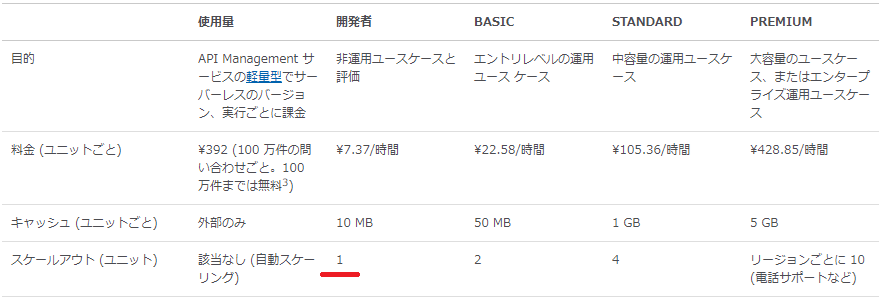 使用量 開発者 BASIC STANDARD PREMIUM
目的 API Management サ 非運用ユースケースと エントリレベルの運用 中容量の運用ユースケ 大容量のユースケー
ービスの軽量型でサー 評価 ユース ケース ース ス、またはエンタープ
バーレスのバージョ ライズ運用ユースケー
ン、実行ごとに課金 ス
料金 (ユニットごと) ¥392 (100 万件の問 ¥7.37/時間 ¥22.58/時間 ¥105.36/時間 ¥428.85/時間
い合わせごと。100
万件までは無料3)
キャッシュ (ユニットごと) 外部のみ 10 MB 50 MB 1 GB 5 GB
スケールアウト (ユニット) 該当なし (自動スケー 1 2 4 リージョンごとに 10
リング) (電話サポートなど)